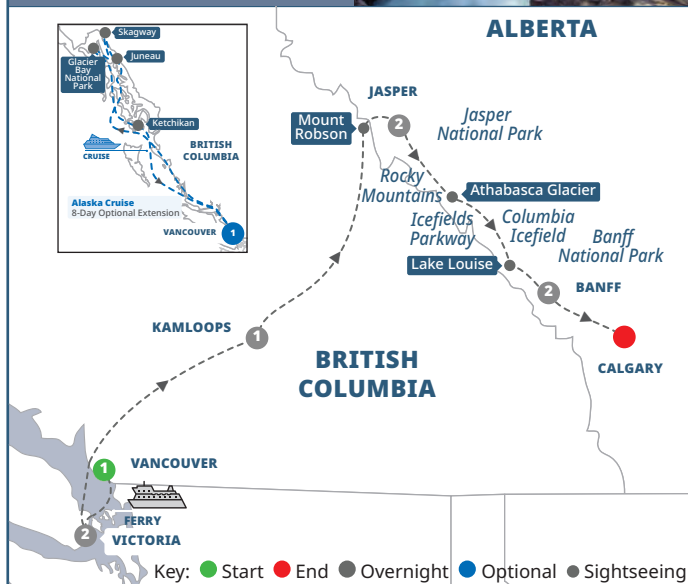 Skagway
Glacier
Bay
National
Park
Juneau
Ketchikan
CRUISE
BRITISH
COLUMBIA
Alaska Cruise
8-Day Optional Extension
VANCOUVER
1
ALBERTA
JASPER
2
Mount
Robson
Jasper
National Park
Rocky
Mountains
Athabasca Glacier
Icefields
Parkway
Columbia
Icefield
Banff
National Park
Lake Louise
2
BANFF
KAMLOOPS
1
CALGARY
BRITISH
COLUMBIA
1
VANCOUVER
FERRY
2
VICTORIA
Key: Start End Overnight Optional Sightseeing